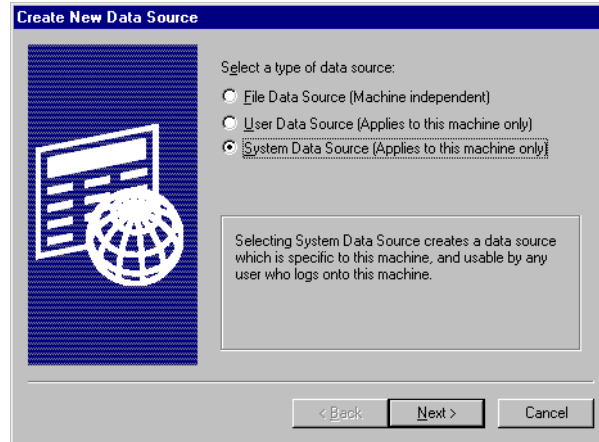 Create New Data Source
Select a type of data source:
File Data Source (Machine independent)
User Data Source (Applies to this machine only)
System Data Source (Applies to this machine only)
Selecting System Data Source creates a data source
which is specific to this machine, and usable by any
user who logs onto this machine.
< Back Next > Cancel